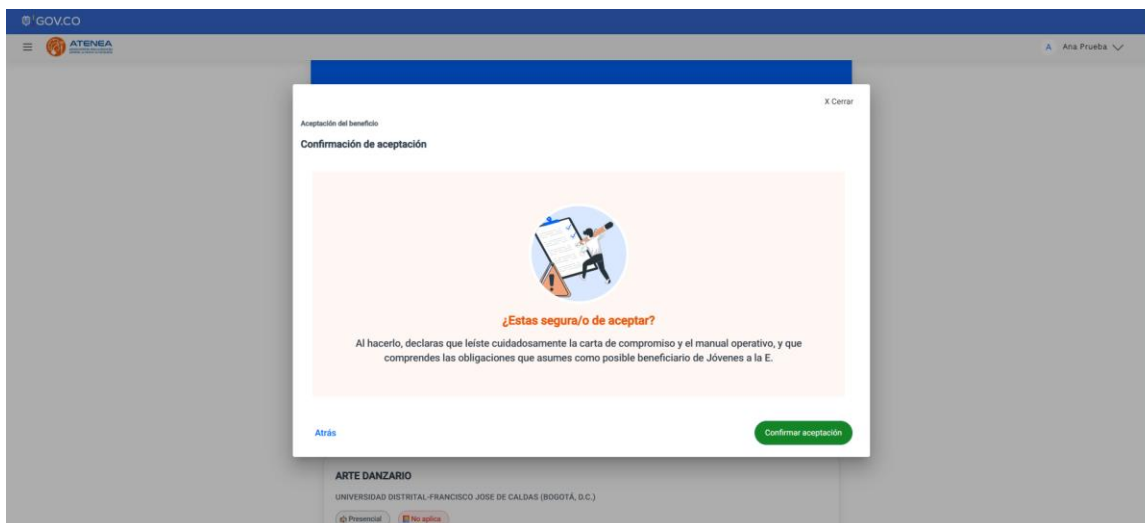 GOV.CO
ATENEA
A Ana Prueba
X Cerrar
Aceptación del beneficio
Confirmación de aceptación
¿Estas segura/o de aceptar?
Al hacerlo, declaras que leíste cuidadosamente la carta de compromiso y el manual operativo, y que
comprendes las obligaciones que asumes como posible beneficiario de Jóvenes a la E.
Atrás
Confirmar aceptación
ARTE DANZARIO
UNIVERSIDAD DISTRITAL-FRANCISCO JOSE DE CALDAS (BOGOTÁ, D.C.)
Presencial
No aplica